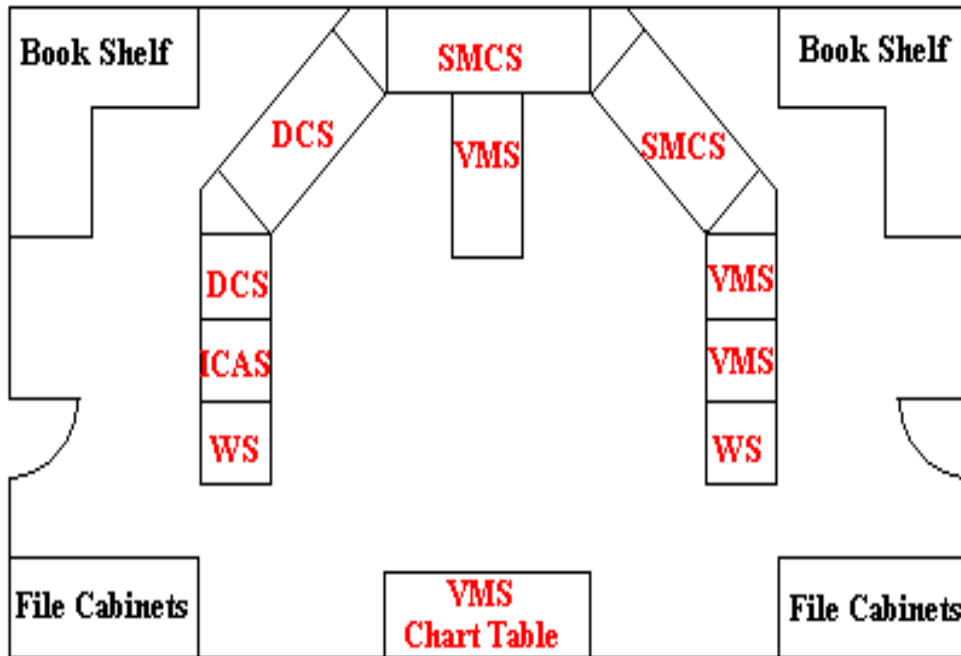 Book Shelf
SMCS
Book Shelf
DCS
VMS
SMCS
DCS
VMS
ICAS
VMS
WS
WS
File Cabinets
VMS
Chart Table
File Cabinets